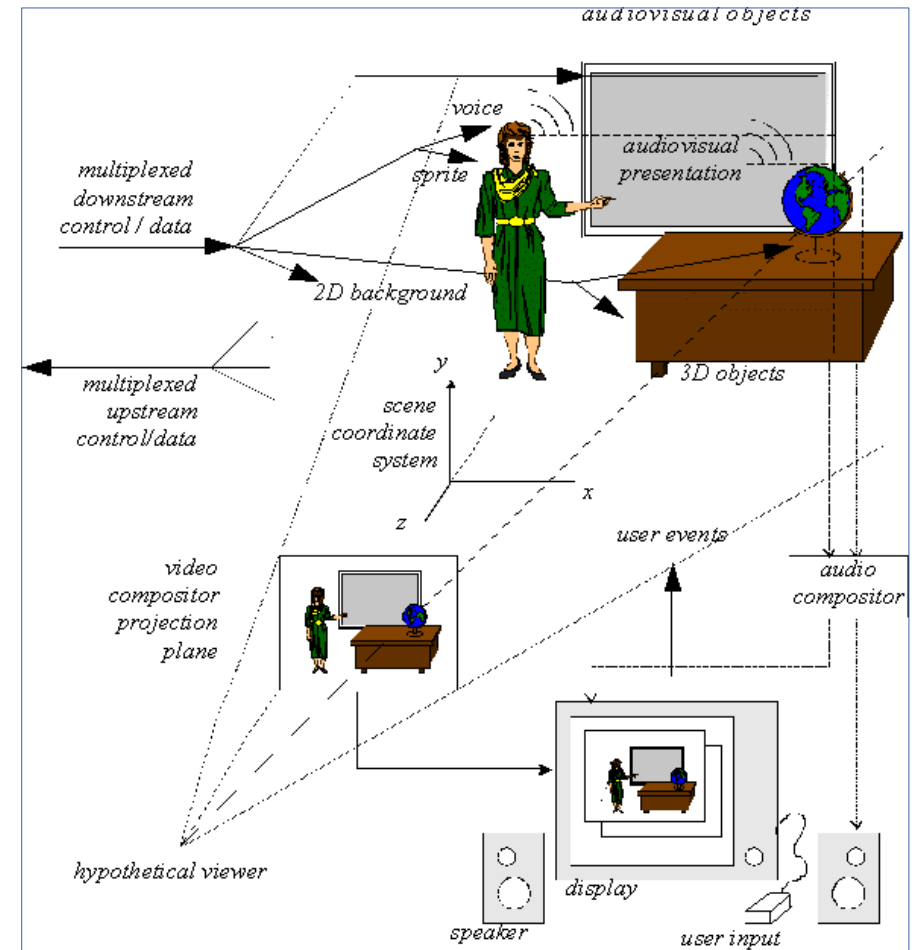 audiovisual objects
voice
sprite
audiovisual
presentation
multiplexed
downstream
control / data
2D background
3D objects
multiplexed
upstream
control/data
y
scene
coordinate
system
x
z
user events
video
compositor
projection
plane
audio
compositor
hypothetical viewer
display
speaker
user input